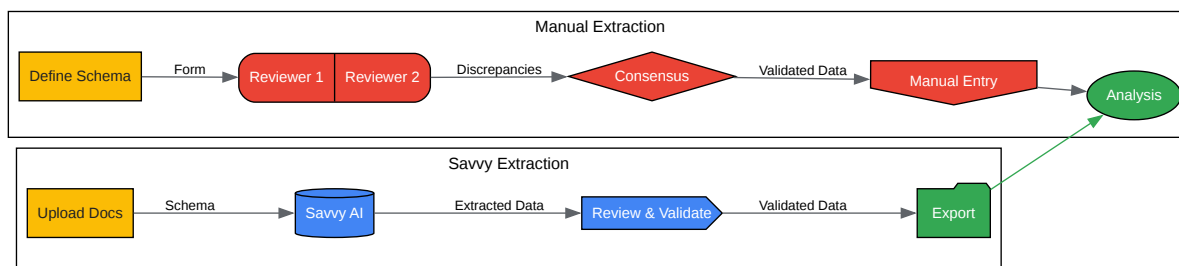 Manual Extraction
Define Schema
Form
Reviewer 1
Reviewer 2
Discrepancies
Consensus
Validated Data
Manual Entry
Analysis
Savvy Extraction
Upload Docs
Schema
Savvy AI
Extracted Data
Review & Validate
Validated Data
Export